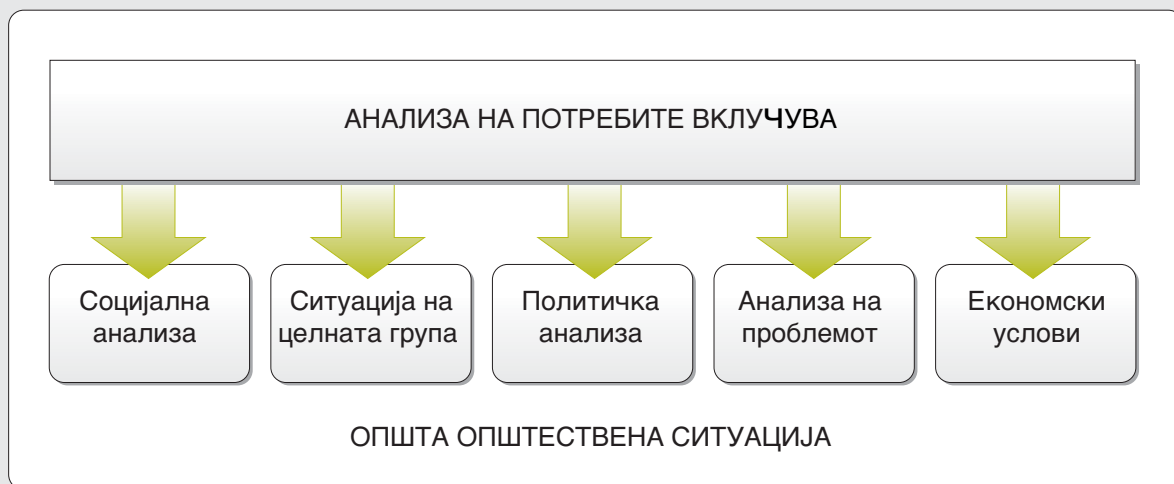 АНАЛИЗА НА ПОТРЕБИТЕ ВКЛУЧУВА
Социјална
анализа
Ситуација на
целната група
Политичка
анализа
Анализа на
проблемот
Економски
услови
ОПШТА ОПШТЕСТВЕНА СИТУАЦИЈА